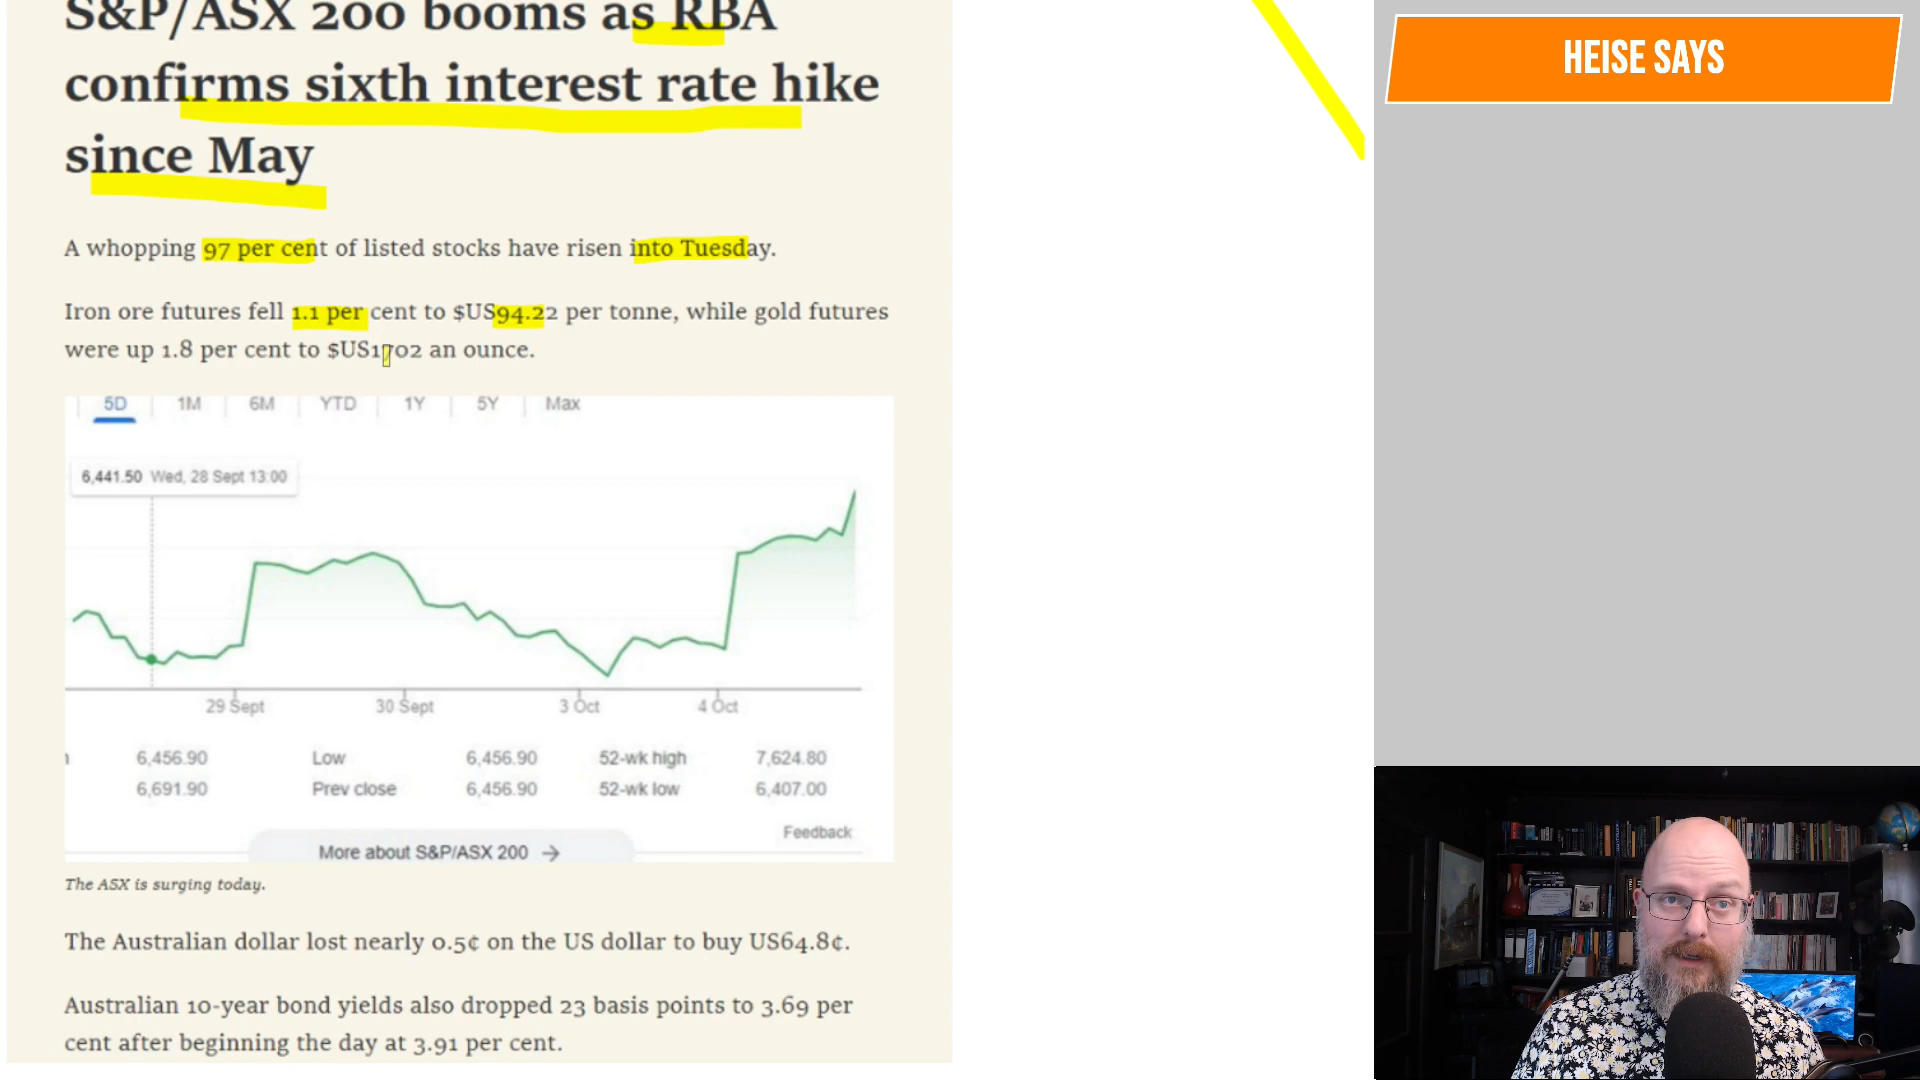 S&P/ASX 200 booms as RBA
confirms sixth interest rate hike
since May
A whopping 97 per cent of listed stocks have risen into Tuesday.
Iron ore futures fell 1.1 per cent to $US94.22 per tonne, while gold futures
were up 1.8 per cent to $US1702 an ounce.
5D 1M 6M YTD 1Y 5Y Max
6,441.50 Wed, 28 Sept 13:00
29 Sept 30 Sept 3 Oct 4 Oct
6,456.90 Low 6,456.90 52-wk high 7,624.80
6,691.90 Prev close 6,456.90 52-wk low 6,407.00
Feedback
More about S&P/ASX 200 →
The ASX is surging today.
The Australian dollar lost nearly 0.5¢ on the US dollar to buy US64.8¢.
Australian 10-year bond yields also dropped 23 basis points to 3.69 per
cent after beginning the day at 3.91 per cent.
HEISE SAYS